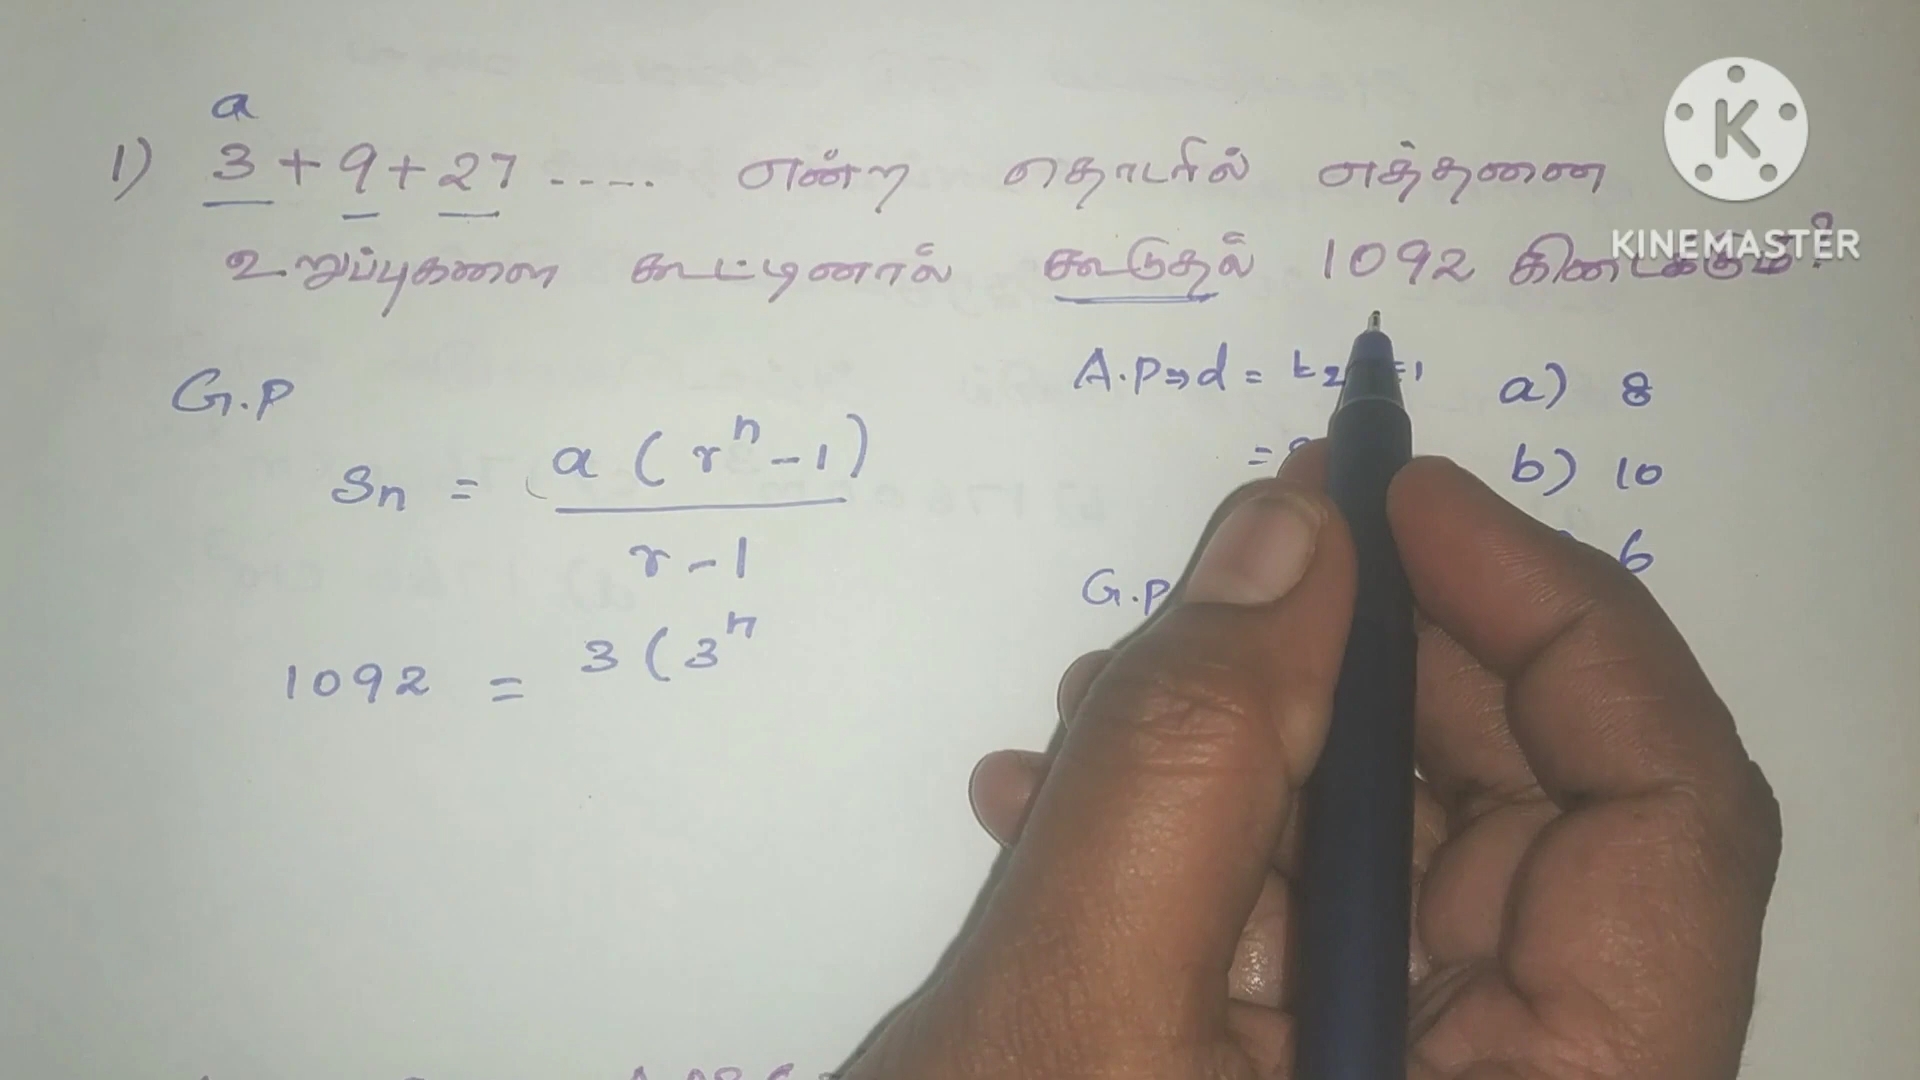 a
1) 3 + 9 + 27 ..... என்ற தொடரில் எத்தனை
உறுப்புகளை கூட்டினால் கூடுதல் 1092 கிடைக்கும்?
K
KINEMASTER
G.P
Sn = a ( r^n - 1 ) / r - 1
1092 = 3 ( 3^n
A.P ⇒ d =
=
G.P
a) 8
b) 10
6